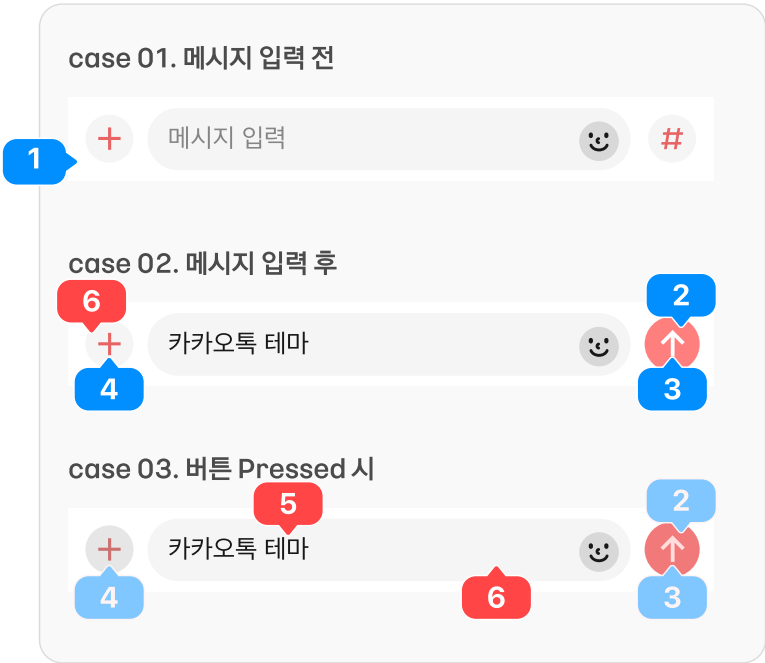 case 01. 메시지 입력 전
메시지 입력
#
1
case 02. 메시지 입력 후
6
2
카카오톡 테마
4
3
case 03. 버튼 Pressed 시
5
2
카카오톡 테마
4
6
3